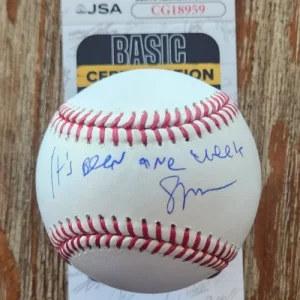 JSA CG18959
BASIC
CERTIFICATION
It's BEEN ONE week